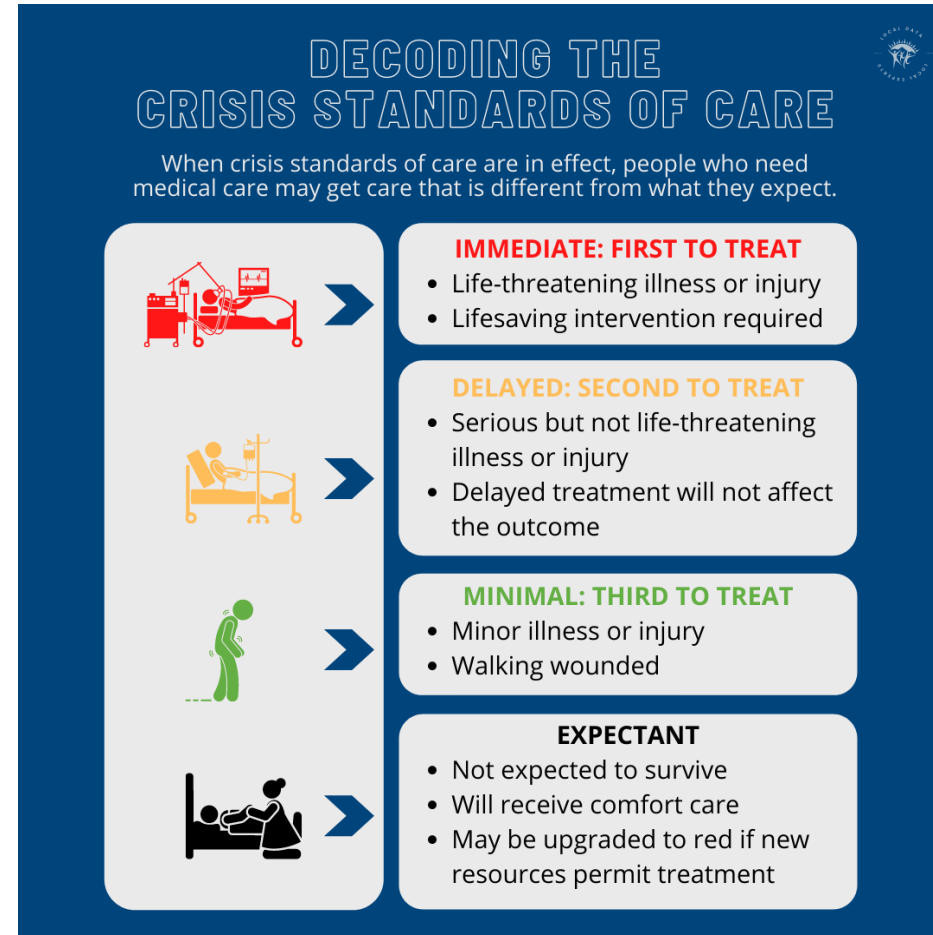 LOCAL DATA
LOCAL EXPERTS
DECODING THE
CRISIS STANDARDS OF CARE
When crisis standards of care are in effect, people who need
medical care may get care that is different from what they expect.
IMMEDIATE: FIRST TO TREAT
• Life-threatening illness or injury
• Lifesaving intervention required
DELAYED: SECOND TO TREAT
• Serious but not life-threatening
illness or injury
• Delayed treatment will not affect
the outcome
MINIMAL: THIRD TO TREAT
• Minor illness or injury
• Walking wounded
EXPECTANT
• Not expected to survive
• Will receive comfort care
• May be upgraded to red if new
resources permit treatment